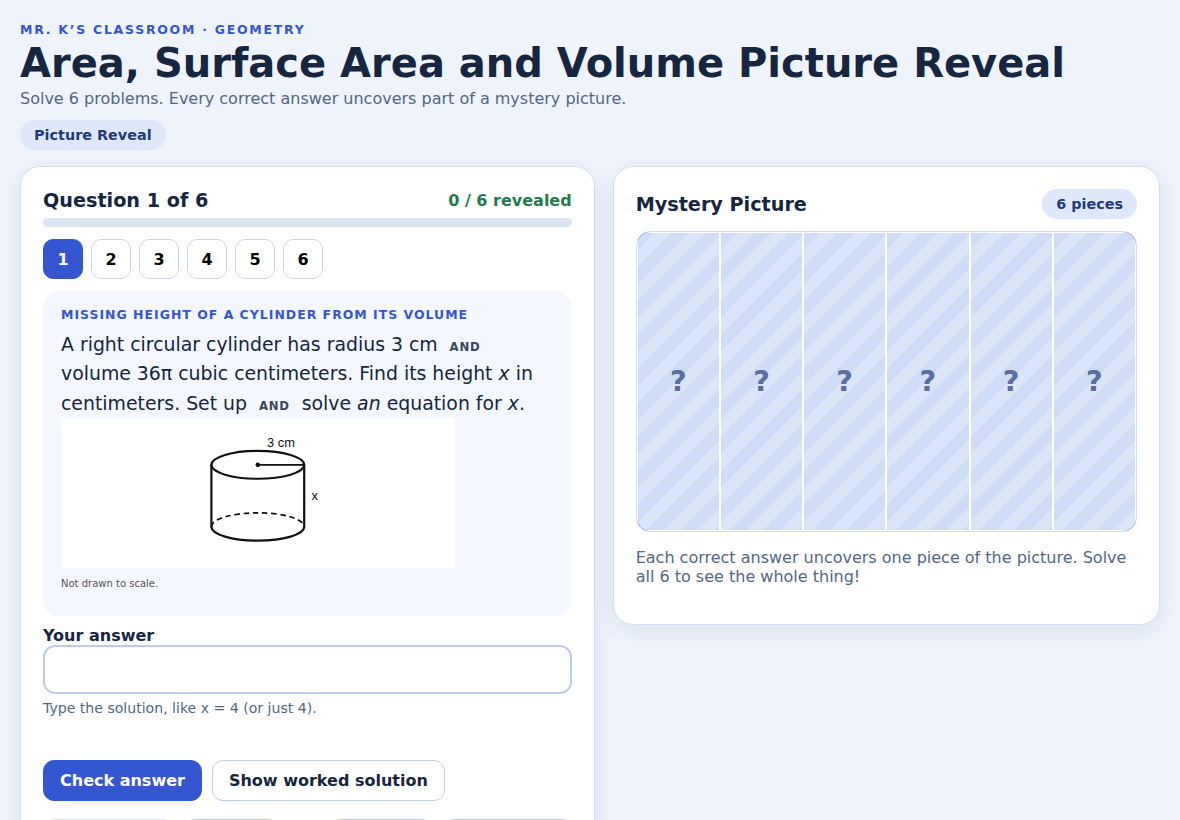 MR. K’S CLASSROOM · GEOMETRY
Area, Surface Area and Volume Picture Reveal
Solve 6 problems. Every correct answer uncovers part of a mystery picture.
Picture Reveal
Question 1 of 6
0 / 6 revealed
1 2 3 4 5 6
MISSING HEIGHT OF A CYLINDER FROM ITS VOLUME
A right circular cylinder has radius 3 cm AND
volume 36π cubic centimeters. Find its height x in
centimeters. Set up AND solve an equation for x.
3 cm
x
Not drawn to scale.
Your answer
Type the solution, like x = 4 (or just 4).
Check answer
Show worked solution
Mystery Picture
6 pieces
? ? ? ? ? ?
Each correct answer uncovers one piece of the picture. Solve
all 6 to see the whole thing!